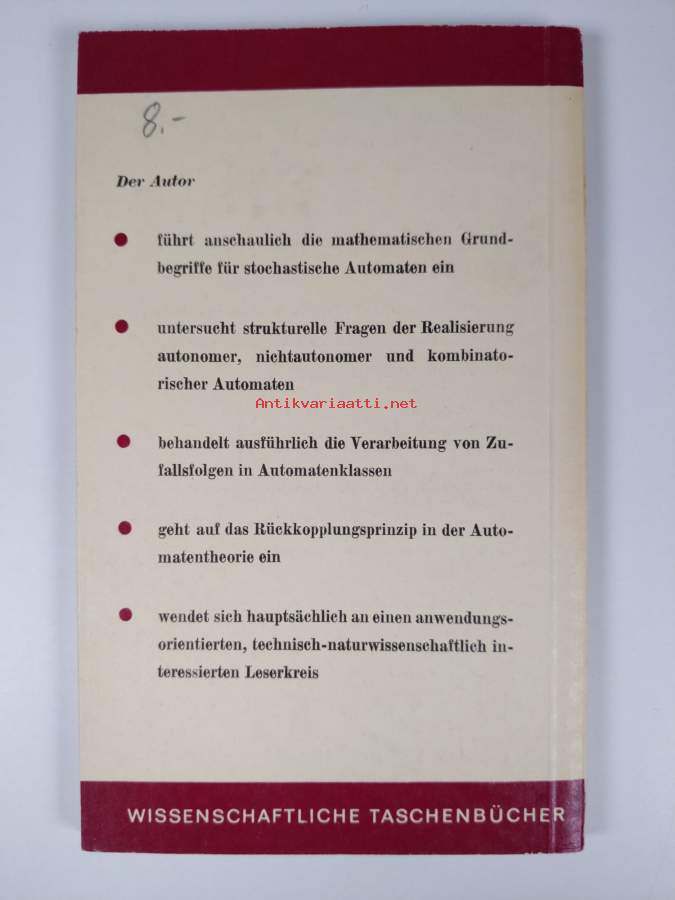 8.-
Der Autor
führt anschaulich die mathematischen Grund-
begriffe für stochastische Automaten ein
untersucht strukturelle Fragen der Realisierung
autonomer, nichtautonomer und kombinato-
rischer Automaten
Antikvariaatti.net
behandelt ausführlich die Verarbeitung von Zu-
fallsfolgen in Automatenklassen
geht auf das Rückkopplungsprinzip in der Auto-
matentheorie ein
wendet sich hauptsächlich an einen anwendungs-
orientierten, technisch-naturwissenschaftlich in-
teressierten Leserkreis
WISSENSCHAFTLICHE TASCHENBÜCHER